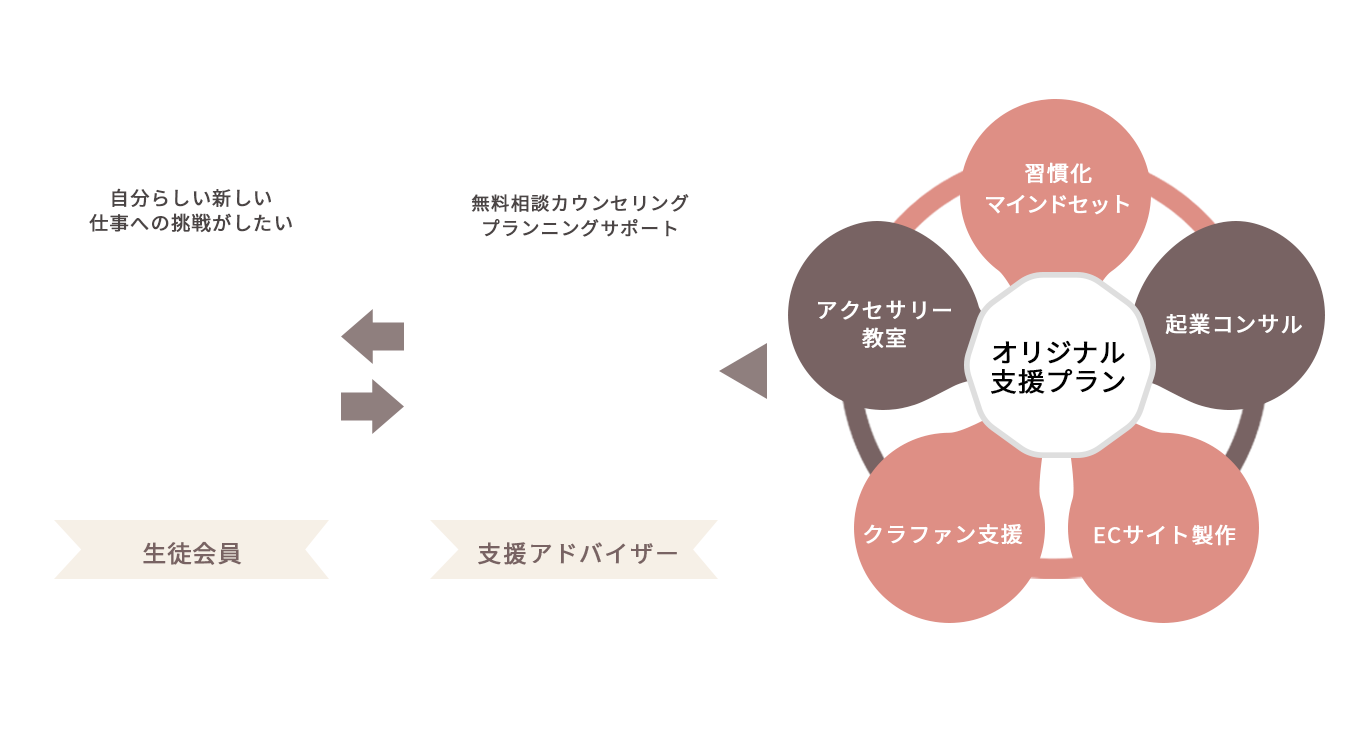 自分らしい新しい
仕事への挑戦がしたい
生徒会員
無料相談カウンセリング
プランニングサポート
支援アドバイザー
習慣化
マインドセット
アクセサリー
教室
起業コンサル
オリジナル
支援プラン
クラファン支援
ECサイト製作